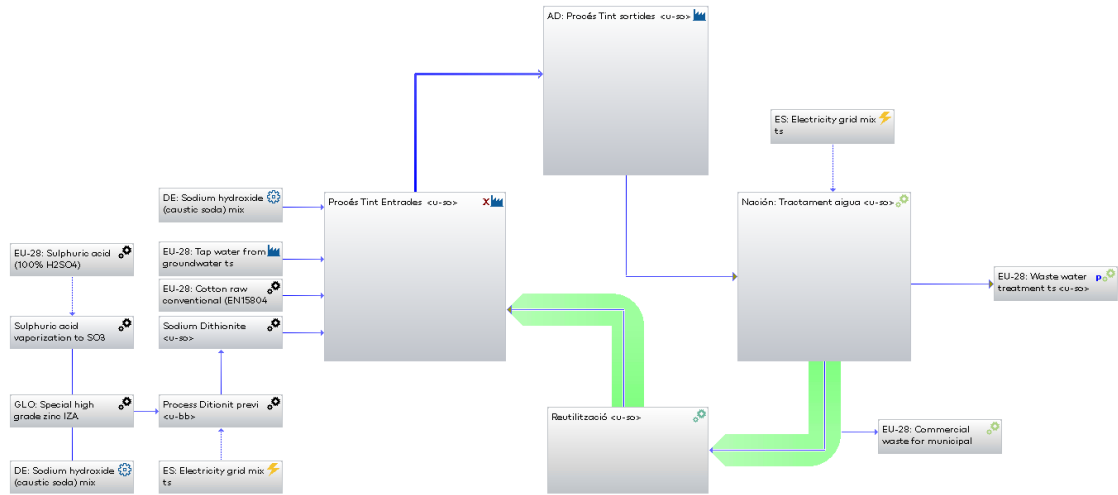 AD: Procés Tint sortides <u-so>
ES: Electricity grid mix
ts
DE: Sodium hydroxide
(caustic soda) mix
Procés Tint Entrades <u-so>
X
Nación: Tractament aigua <u-so>
EU-28: Sulphuric acid
(100% H2SO4)
EU-28: Tap water from
groundwater ts
EU-28: Waste water
treatment ts <u-so>
p
EU-28: Cotton raw
conventional (EN15804
Sulphuric acid
vaporization to SO3
Sodium Dithionite
<u-so>
GLO: Special high
grade zinc IZA
Process Ditionit previ
<u-bb>
Reutilització <u-so>
EU-28: Commercial
waste for municipal
DE: Sodium hydroxide
(caustic soda) mix
ES: Electricity grid mix
ts